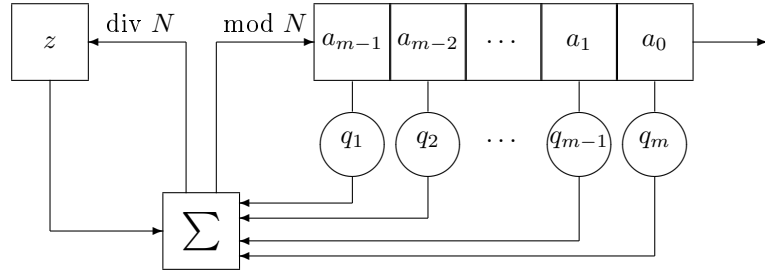 z div N mod N a_{m−1} a_{m−2} ⋯ a_1 a_0
q_1 q_2 ⋯ q_{m−1} q_m
∑